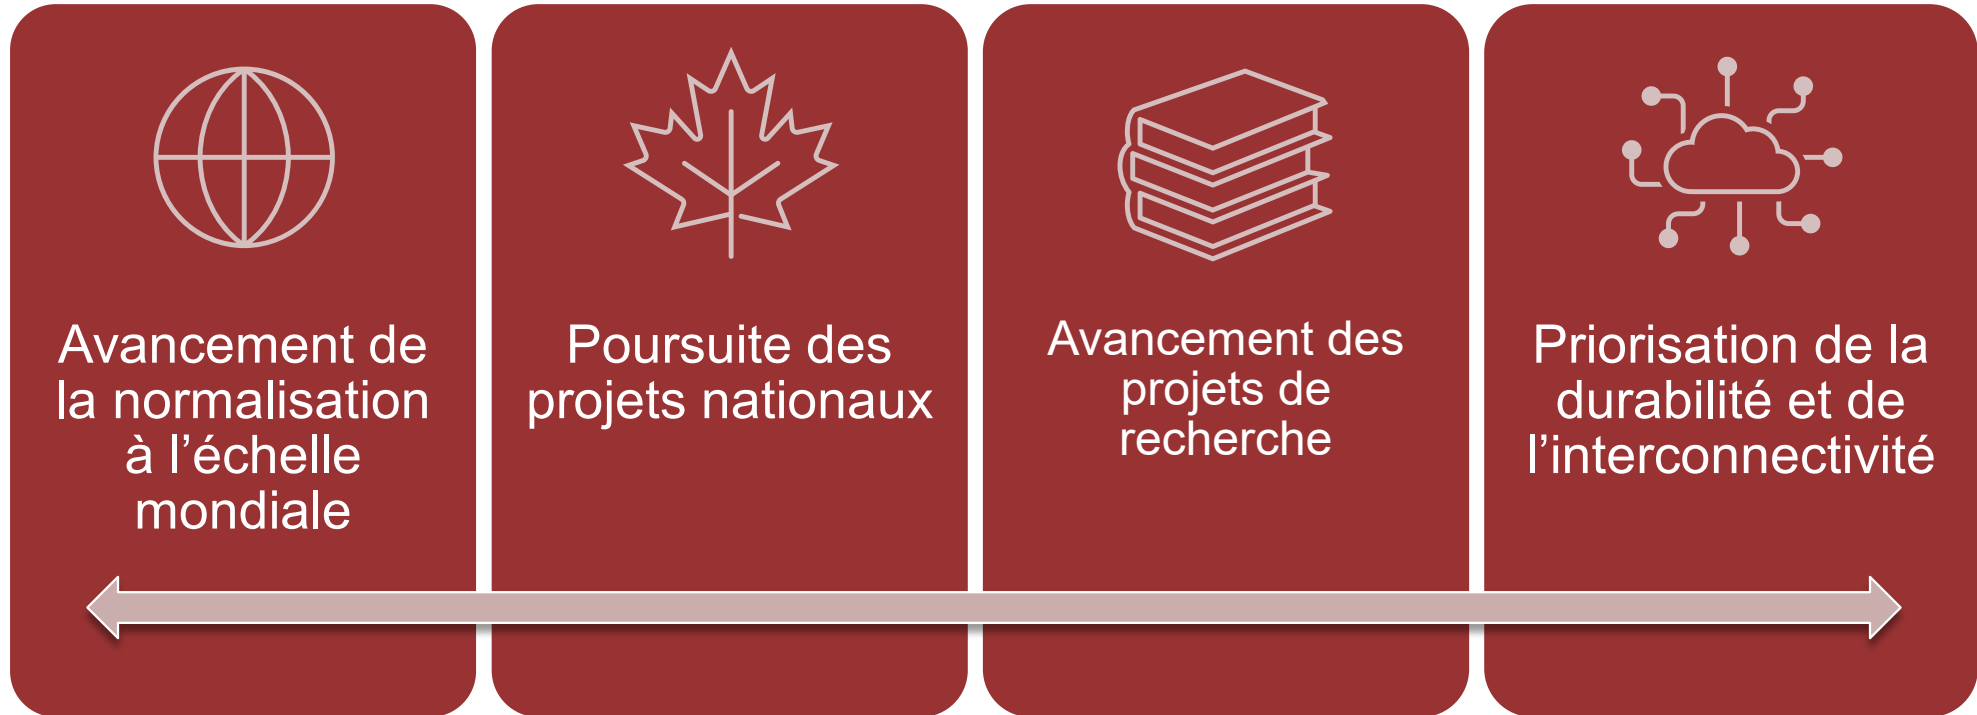 Avancement de
la normalisation
à l’échelle
mondiale
Poursuite des
projets nationaux
Avancement des
projets de
recherche
Priorisation de la
durabilité et de
l’interconnectivité